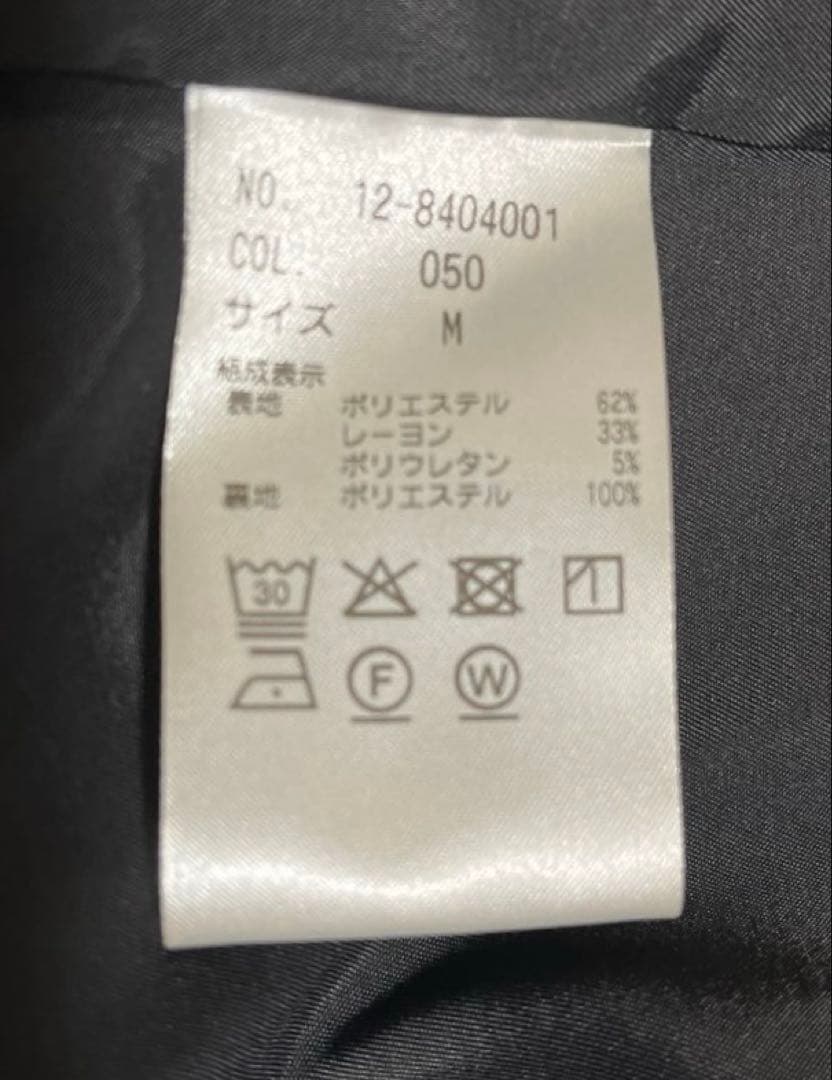 NO. 12-8404001
COL. 050
サイズ M
組成表示
表地 ポリエステル 62%
レーヨン 33%
ポリウレタン 5%
裏地 ポリエステル 100%
30
F W